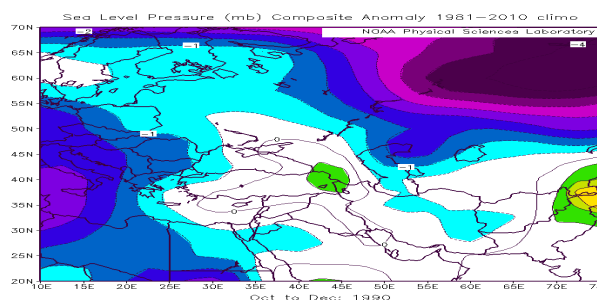 Sea Level Pressure (mb) Composite Anomaly 1981−2010 climo
70N
NOAA Physical Sciences Laboratory
−2
−1
−4
65N
60N
55N
50N
−1
45N
−1
40N
35N
0
30N
0
25N
20N
10E 15E 20E 25E 30E 35E 40E 45E 50E 55E 60E 65E 70E
Oct to Dec: 1990